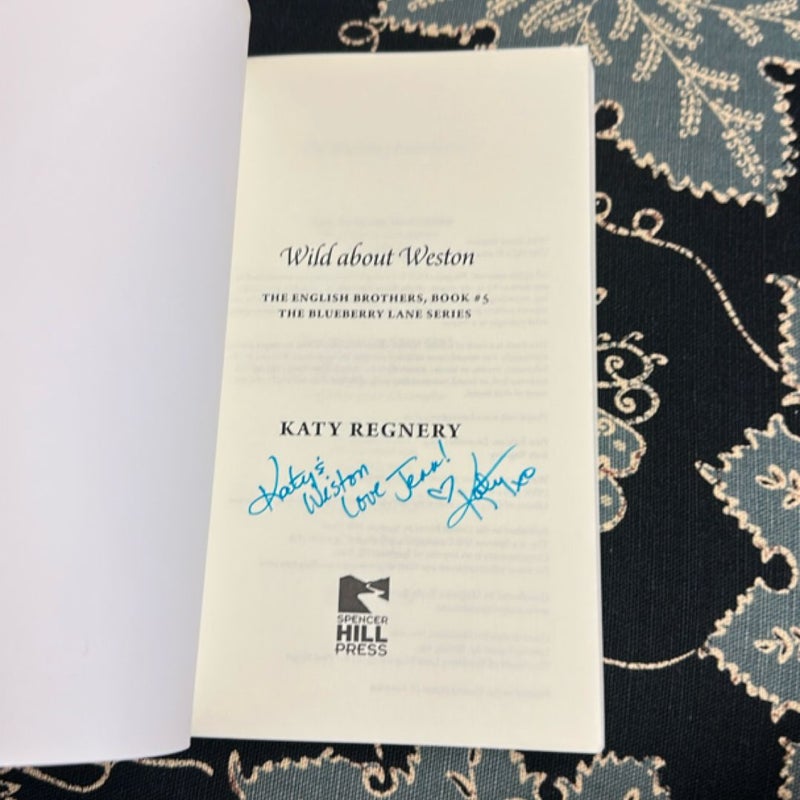 Wild about Weston
THE ENGLISH BROTHERS, BOOK #5
THE BLUEBERRY LANE SERIES
KATY REGNERY
Katy &
Weston
Love Jenn!
♡ Katy xo
SPENCER
HILL
PRESS